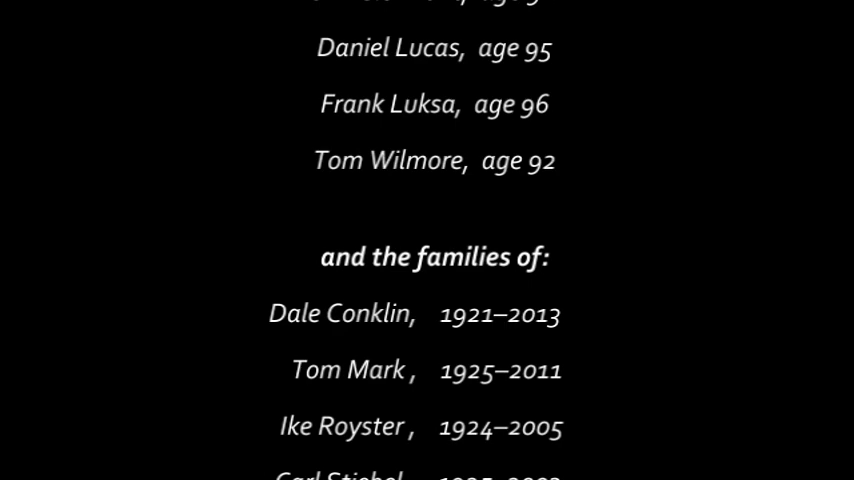 Daniel Lucas, age 95
Frank Luksa, age 96
Tom Wilmore, age 92
and the families of:
Dale Conklin, 1921–2013
Tom Mark , 1925–2011
Ike Royster , 1924–2005